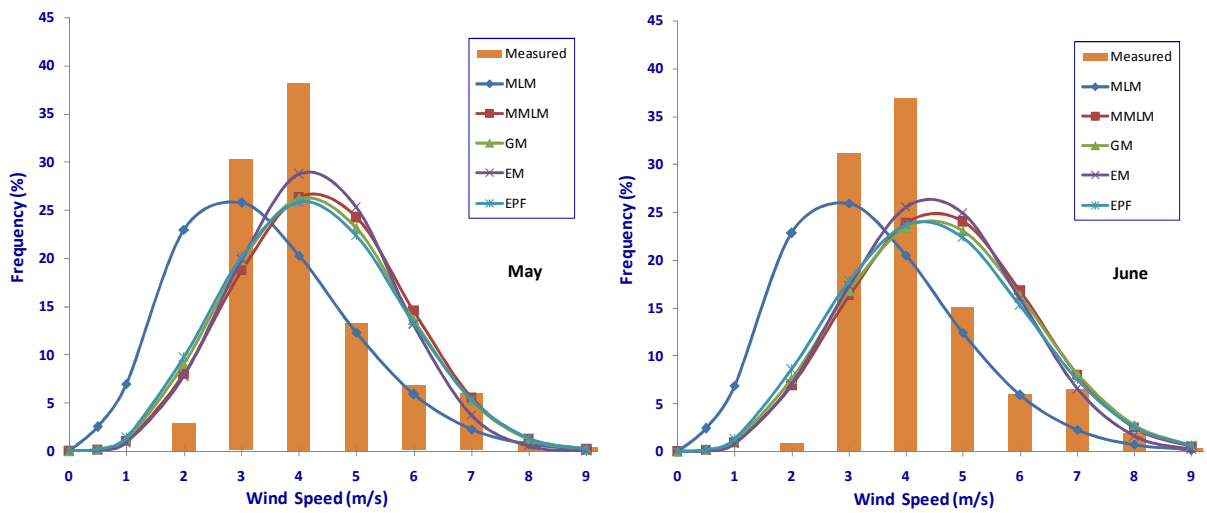 45
40
35
30
25
20
15
10
5
0
Frequency (%)
0 1 2 3 4 5 6 7 8 9
Wind Speed (m/s)
Measured
MLM
MMLM
GM
EM
EPF
May
45
40
35
30
25
20
15
10
5
0
Frequency (%)
0 1 2 3 4 5 6 7 8 9
Wind Speed (m/s)
Measured
MLM
MMLM
GM
EM
EPF
June